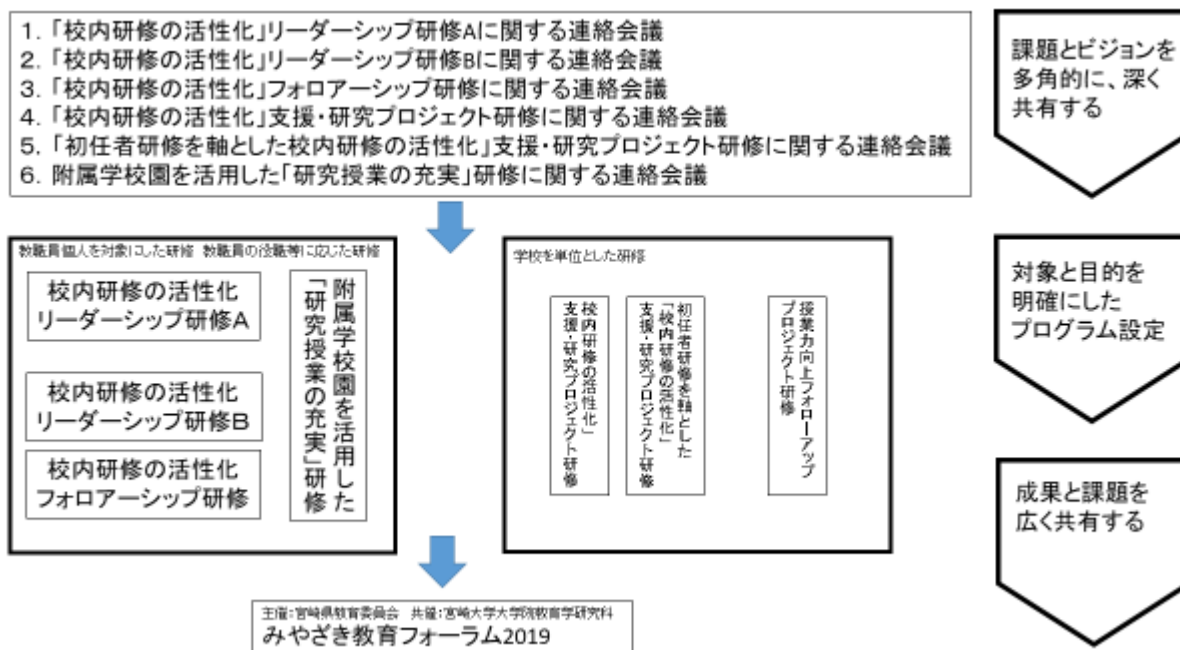 1. 「校内研修の活性化」リーダーシップ研修Aに関する連絡会議
2. 「校内研修の活性化」リーダーシップ研修Bに関する連絡会議
3. 「校内研修の活性化」フォロアーシップ研修に関する連絡会議
4. 「校内研修の活性化」支援・研究プロジェクト研修に関する連絡会議
5. 「初任者研修を軸とした校内研修の活性化」支援・研究プロジェクト研修に関する連絡会議
6. 附属学校園を活用した「研究授業の充実」研修に関する連絡会議
課題とビジョンを
多角的に、深く
共有する
教職員個人を対象にした研修 教職員の役職等に応じた研修
校内研修の活性化
リーダーシップ研修A
校内研修の活性化
リーダーシップ研修B
校内研修の活性化
フォロアーシップ研修
附属学校園を活用した
「研究授業の充実」研修
学校を単位とした研修
校内研修の活性化」
支援・研究プロジェクト研修
初任者研修を軸とした
「校内研修の活性化」
支援・研究プロジェクト研修
授業力向上フォローアップ
プロジェクト研修
対象と目的を
明確にした
プログラム設定
成果と課題を
広く共有する
主催:宮崎県教育委員会 共催:宮崎大学大学院教育学研究科
みやざき教育フォーラム2019